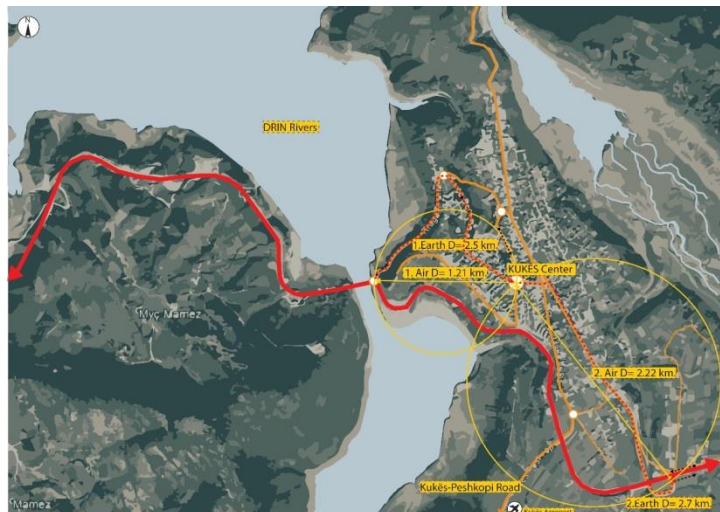 N
DRIN Rivers
1.Earth D= 2.5 km.
1. Air D= 1.21 km.
KUKËS Center
Myç Mamez
2. Air D= 2.22 km.
Kukës-Peshkopi Road
Mamez
2.Earth D= 2.7 km.